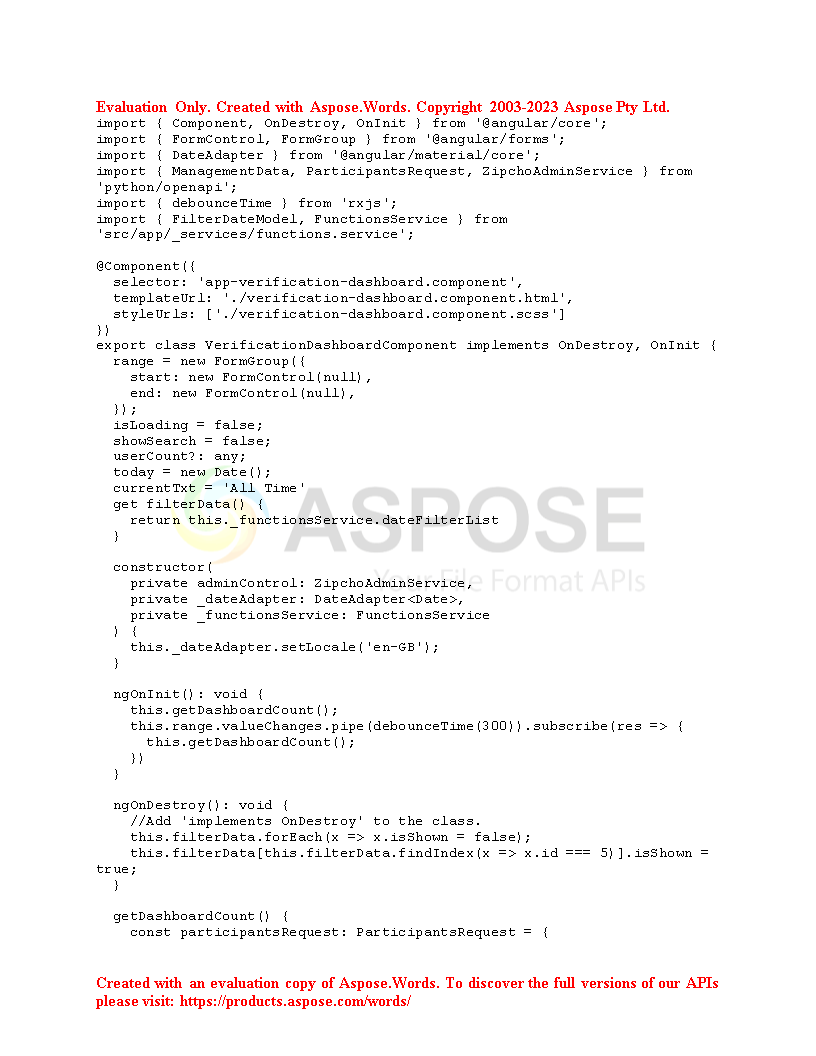 Evaluation Only. Created with Aspose.Words. Copyright 2003-2023 Aspose Pty Ltd.
import { Component, OnDestroy, OnInit } from '@angular/core';
import { FormControl, FormGroup } from '@angular/forms';
import { DateAdapter } from '@angular/material/core';
import { ManagementData, ParticipantsRequest, ZipchoAdminService } from
'python/openapi';
import { debounceTime } from 'rxjs';
import { FilterDateModel, FunctionsService } from
'src/app/_services/functions.service';

@Component({
  selector: 'app-verification-dashboard.component',
  templateUrl: './verification-dashboard.component.html',
  styleUrls: ['./verification-dashboard.component.scss']
})
export class VerificationDashboardComponent implements OnDestroy, OnInit {
  range = new FormGroup({
    start: new FormControl(null),
    end: new FormControl(null),
  });
  isLoading = false;
  showSearch = false;
  userCount?: any;
  today = new Date();
  currentTxt = 'All Time'
  get filterData() {
    return this._functionsService.dateFilterList
  }
ASPOSE
Your File Format APIs

  constructor(
    private adminControl: ZipchoAdminService,
    private _dateAdapter: DateAdapter<Date>,
    private _functionsService: FunctionsService
  ) {
    this._dateAdapter.setLocale('en-GB');
  }

  ngOnInit(): void {
    this.getDashboardCount();
    this.range.valueChanges.pipe(debounceTime(300)).subscribe(res => {
      this.getDashboardCount();
    })
  }

  ngOnDestroy(): void {
    //Add 'implements OnDestroy' to the class.
    this.filterData.forEach(x => x.isShown = false);
    this.filterData[this.filterData.findIndex(x => x.id === 5)].isShown =
true;
  }

  getDashboardCount() {
    const participantsRequest: ParticipantsRequest = {
Created with an evaluation copy of Aspose.Words. To discover the full versions of our APIs
please visit: https://products.aspose.com/words/